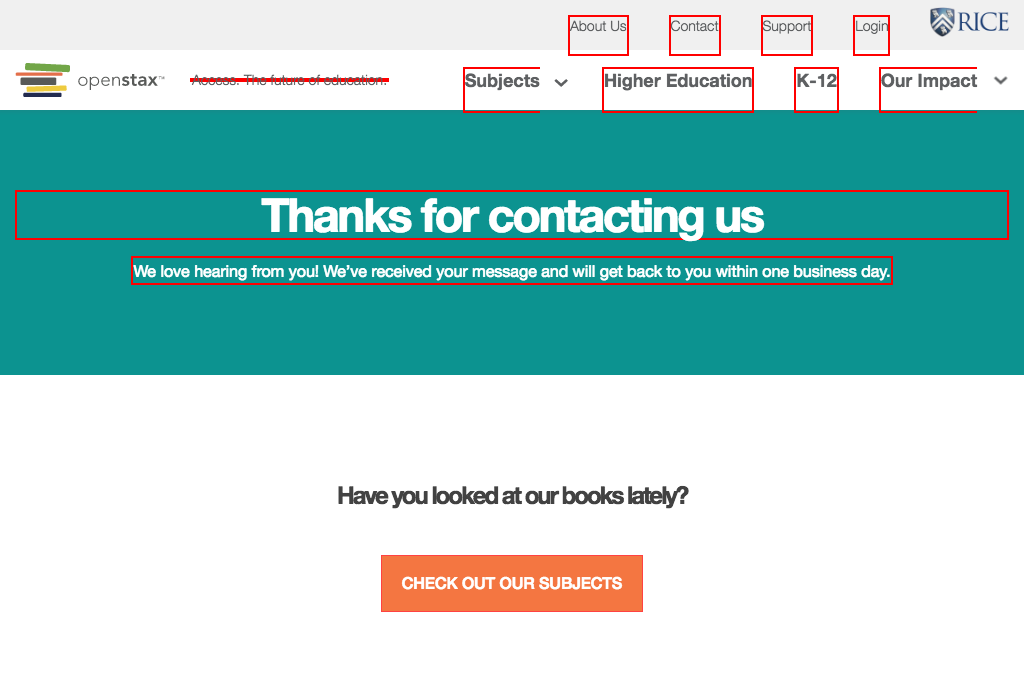 About Us Contact Support Login RICE
openstax™ Access. The future of education. Subjects Higher Education K-12 Our Impact
Thanks for contacting us
We love hearing from you! We've received your message and will get back to you within one business day.
Have you looked at our books lately?
CHECK OUT OUR SUBJECTS